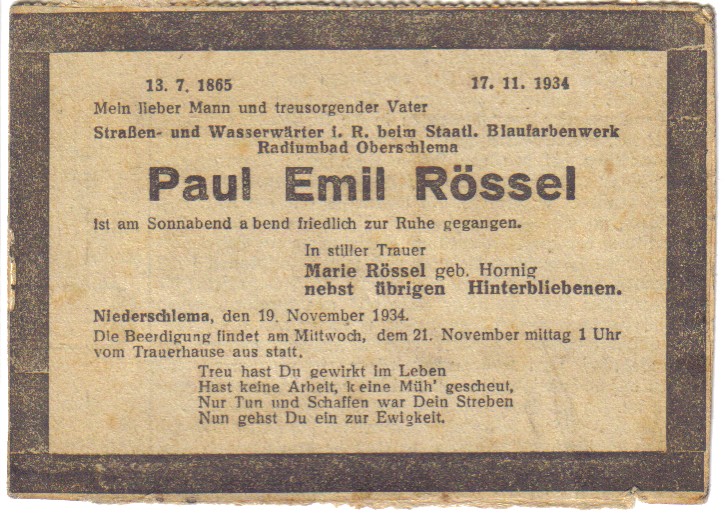 13. 7. 1865 17. 11. 1934
Mein lieber Mann und treusorgender Vater
Straßen- und Wasserwärter i. R. beim Staatl. Blaufarbenwerk
Radiumbad Oberschlema
Paul Emil Rössel
ist am Sonnabend abend friedlich zur Ruhe gegangen.
In stiller Trauer
Marie Rössel geb. Hornig
nebst übrigen Hinterbliebenen.
Niederschlema, den 19. November 1934.
Die Beerdigung findet am Mittwoch, dem 21. November mittag 1 Uhr
vom Trauerhause aus statt.
Treu hast Du gewirkt im Leben
Hast keine Arbeit, keine Müh' gescheut,
Nur Tun und Schaffen war Dein Streben
Nun gehst Du ein zur Ewigkeit.